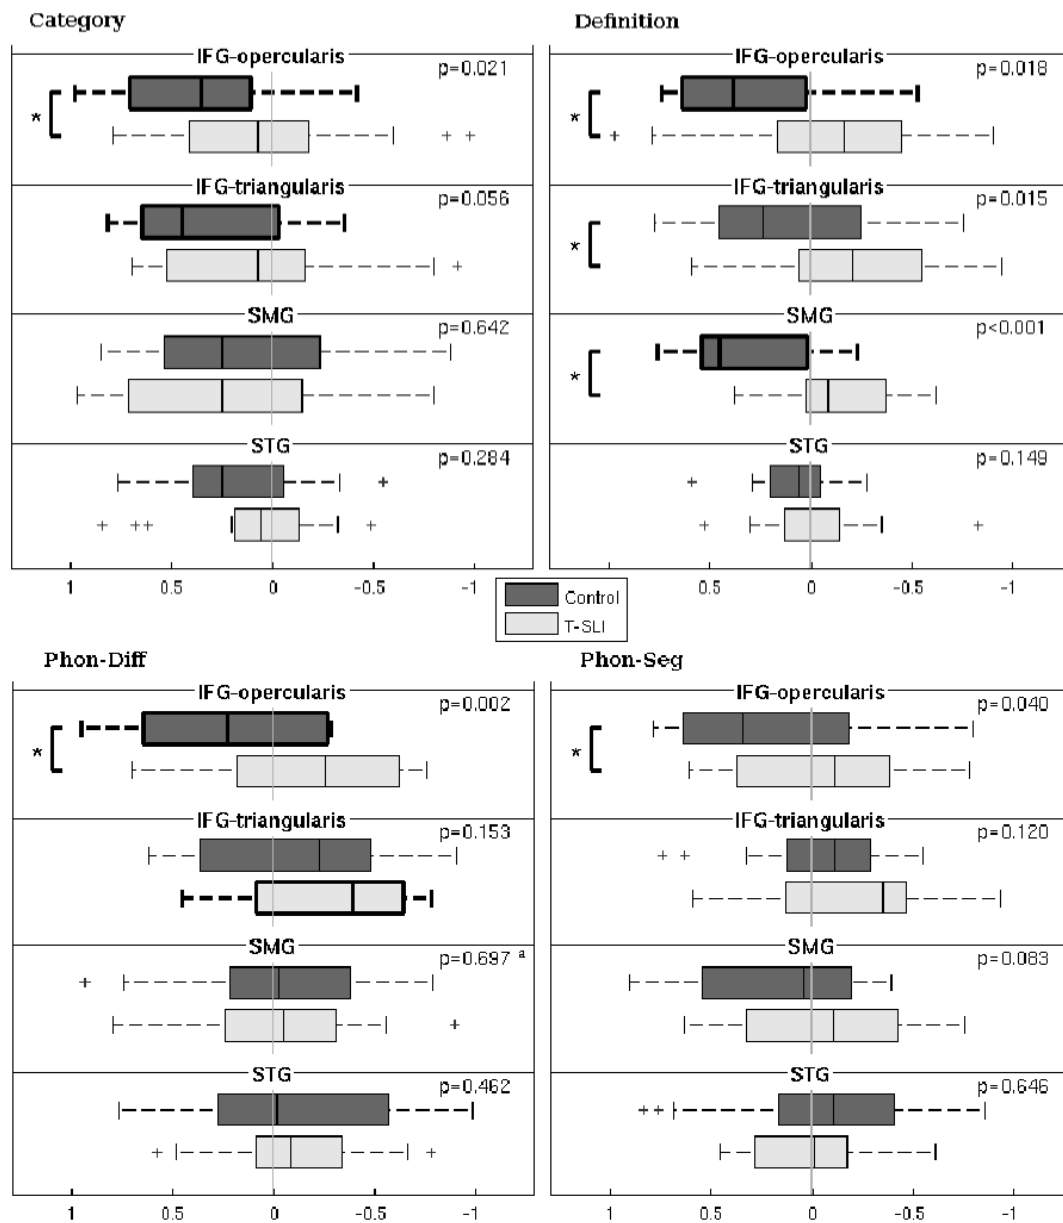 Category
IFG-opercularis
p=0.021
*
IFG-triangularis
p=0.056
SMG
p=0.642
STG
p=0.284
1 0.5 0 -0.5 -1
Definition
IFG-opercularis
p=0.018
*
IFG-triangularis
p=0.015
*
SMG
p<0.001
*
STG
p=0.149
0.5 0 -0.5 -1
Control
T-SLI
Phon-Diff
IFG-opercularis
p=0.002
*
IFG-triangularis
p=0.153
SMG
p=0.697 a
STG
p=0.462
1 0.5 0 -0.5 -1
Phon-Seg
IFG-opercularis
p=0.040
*
IFG-triangularis
p=0.120
SMG
p=0.083
STG
p=0.646
1 0.5 0 -0.5 -1